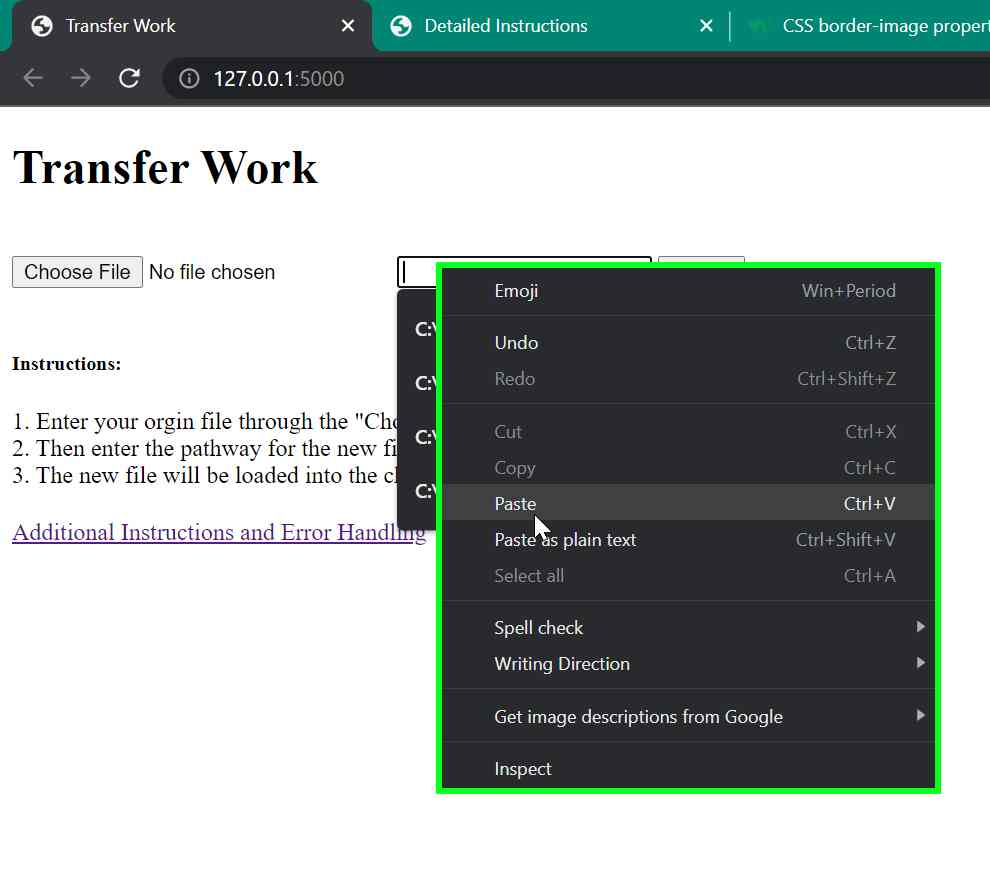 Transfer Work
Detailed Instructions
CSS border-image propert
127.0.0.1:5000
Transfer Work
Choose File No file chosen
Instructions:
1. Enter your orgin file through the "Cho
2. Then enter the pathway for the new fi
3. The new file will be loaded into the cl
Additional Instructions and Error Handling
C:\
C:\
C:\
C:\
Emoji Win+Period
Undo Ctrl+Z
Redo Ctrl+Shift+Z
Cut Ctrl+X
Copy Ctrl+C
Paste Ctrl+V
Paste as plain text Ctrl+Shift+V
Select all Ctrl+A
Spell check
Writing Direction
Get image descriptions from Google
Inspect